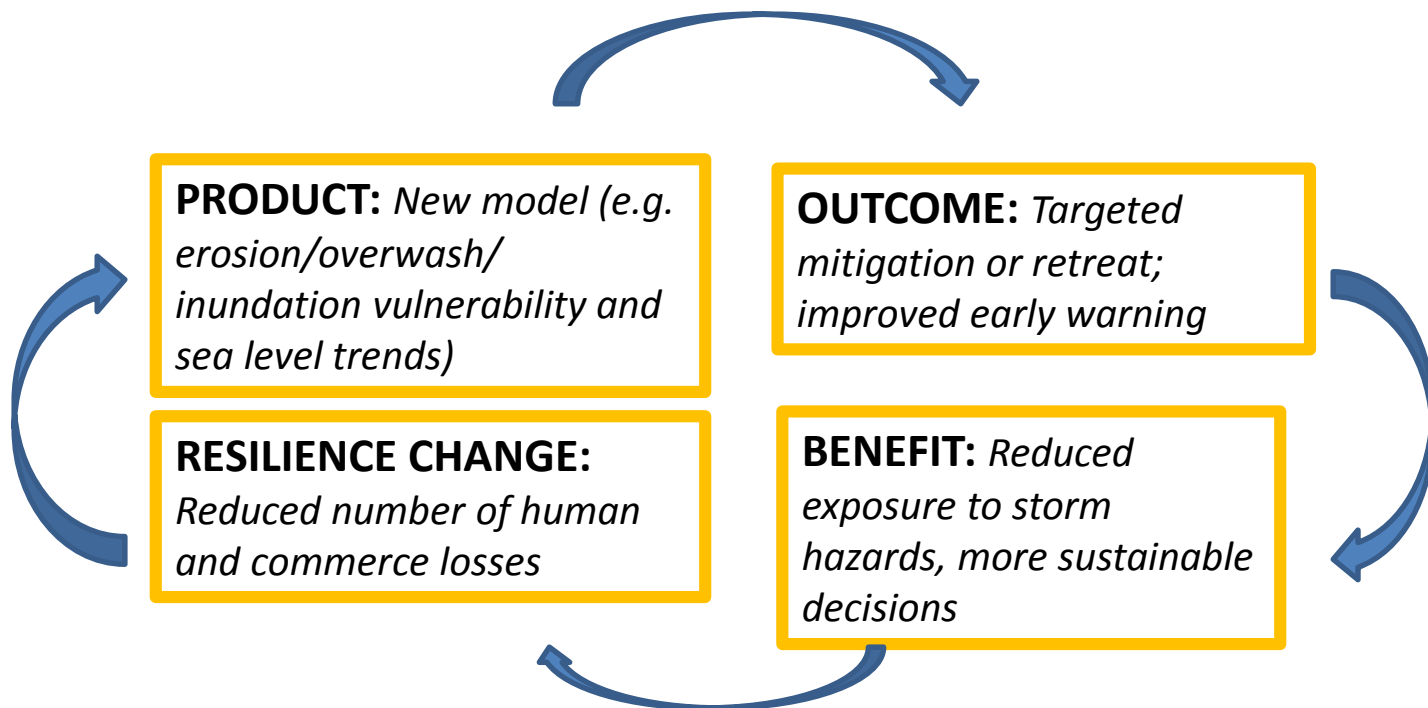 PRODUCT: New model (e.g.
erosion/overwash/
inundation vulnerability and
sea level trends)
OUTCOME: Targeted
mitigation or retreat;
improved early warning
RESILIENCE CHANGE:
Reduced number of human
and commerce losses
BENEFIT: Reduced
exposure to storm
hazards, more sustainable
decisions